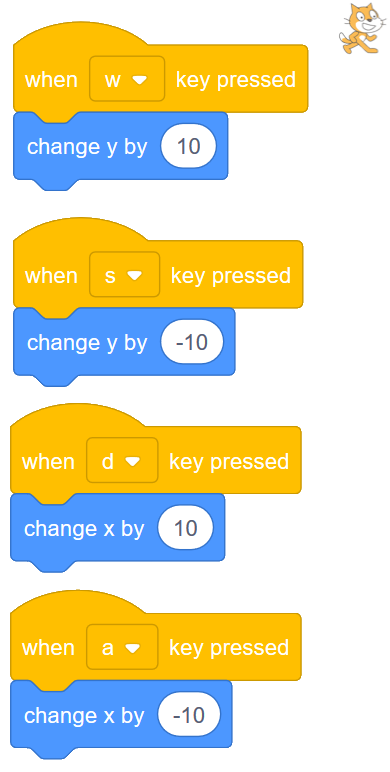 when w key pressed
change y by 10
when s key pressed
change y by -10
when d key pressed
change x by 10
when a key pressed
change x by -10